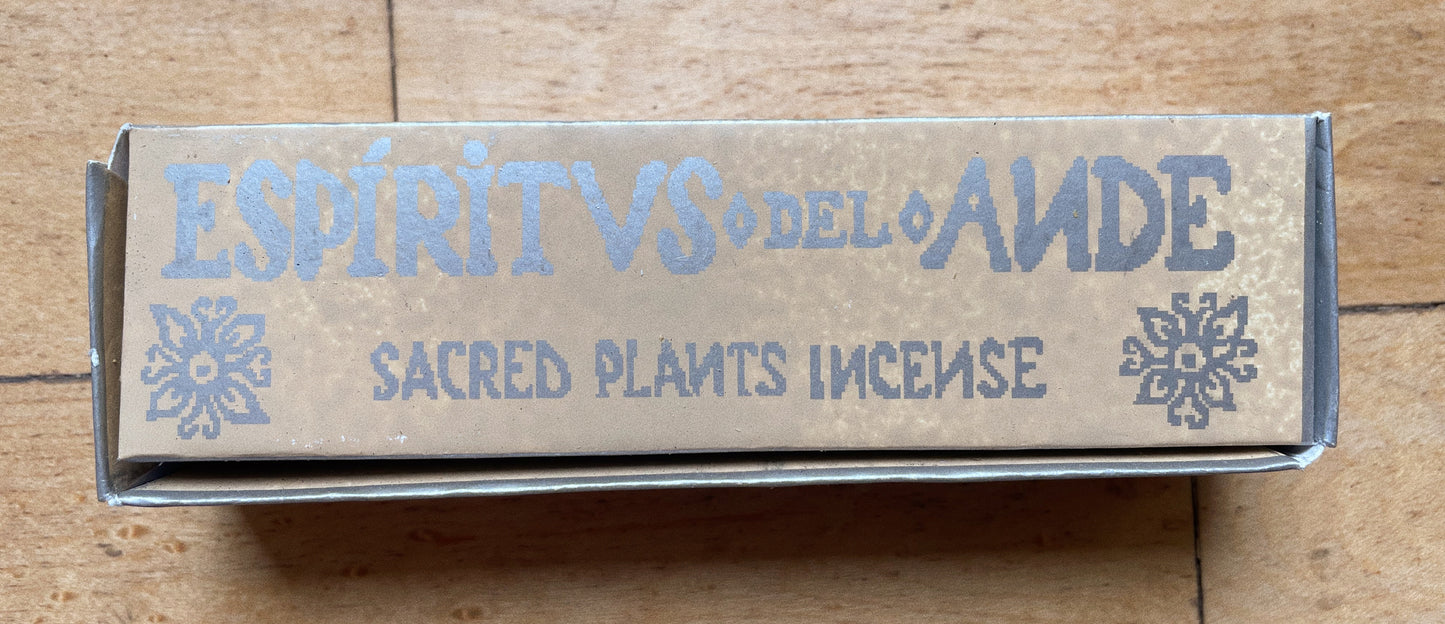 ESPÍRITVS DEL ANDE
SACRED PLANTS INCENSE